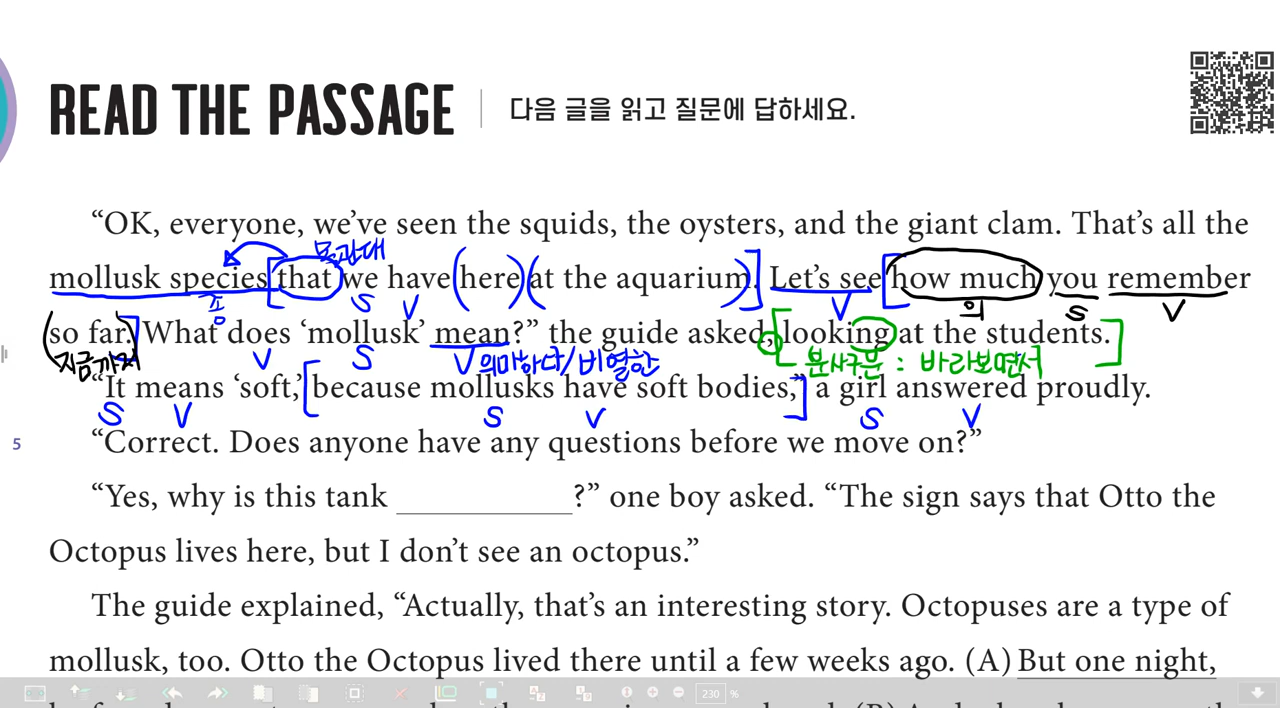 READ THE PASSAGE 다음 글을 읽고 질문에 답하세요.
“OK, everyone, we’ve seen the squids, the oysters, and the giant clam. That’s all the
목관대
mollusk species [that we have (here) (at the aquarium)]. Let’s see [how much you remember
종 S V V 의 S V
(so far.)] What does ‘mollusk’ mean?” the guide asked, [looking at the students.]
지금까지 V S V 의미하다/비열한 분사구문 : 바라보면서
“It means ‘soft,’ [because mollusks have soft bodies,”] a girl answered proudly.
S V S V S V
5 “Correct. Does anyone have any questions before we move on?”
“Yes, why is this tank __________?” one boy asked. “The sign says that Otto the
Octopus lives here, but I don’t see an octopus.”
The guide explained, “Actually, that’s an interesting story. Octopuses are a type of
mollusk, too. Otto the Octopus lived there until a few weeks ago. (A) But one night,
230 %